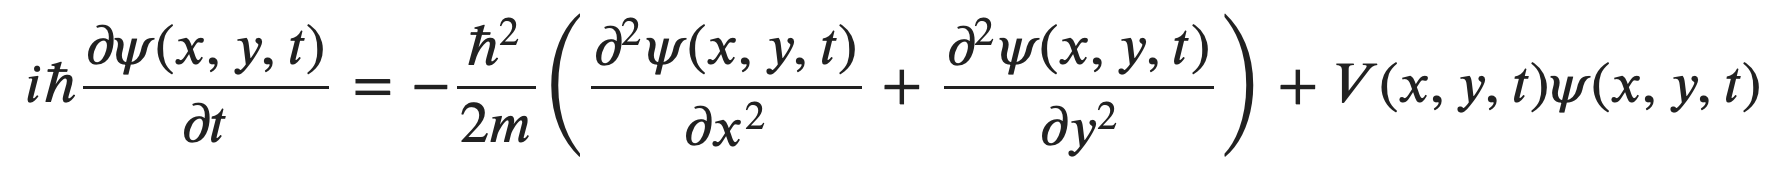 iℏ ∂ψ(x, y, t)/∂t = − ℏ²/2m (∂²ψ(x, y, t)/∂x² + ∂²ψ(x, y, t)/∂y²) + V(x, y, t)ψ(x, y, t)